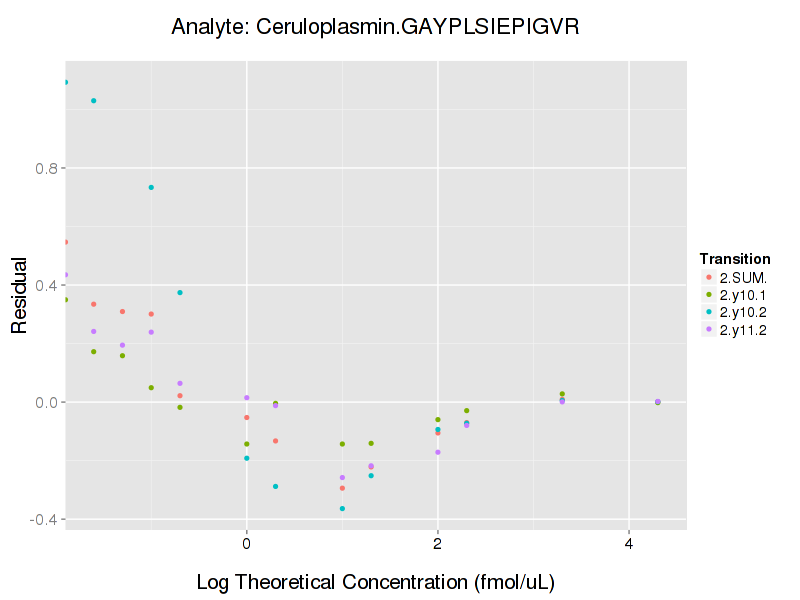 Analyte: Ceruloplasmin.GAYPLSIEPIGVR
Residual
0.8
0.4
0.0
-0.4
0
2
4
Log Theoretical Concentration (fmol/uL)
Transition
2.SUM.
2.y10.1
2.y10.2
2.y11.2